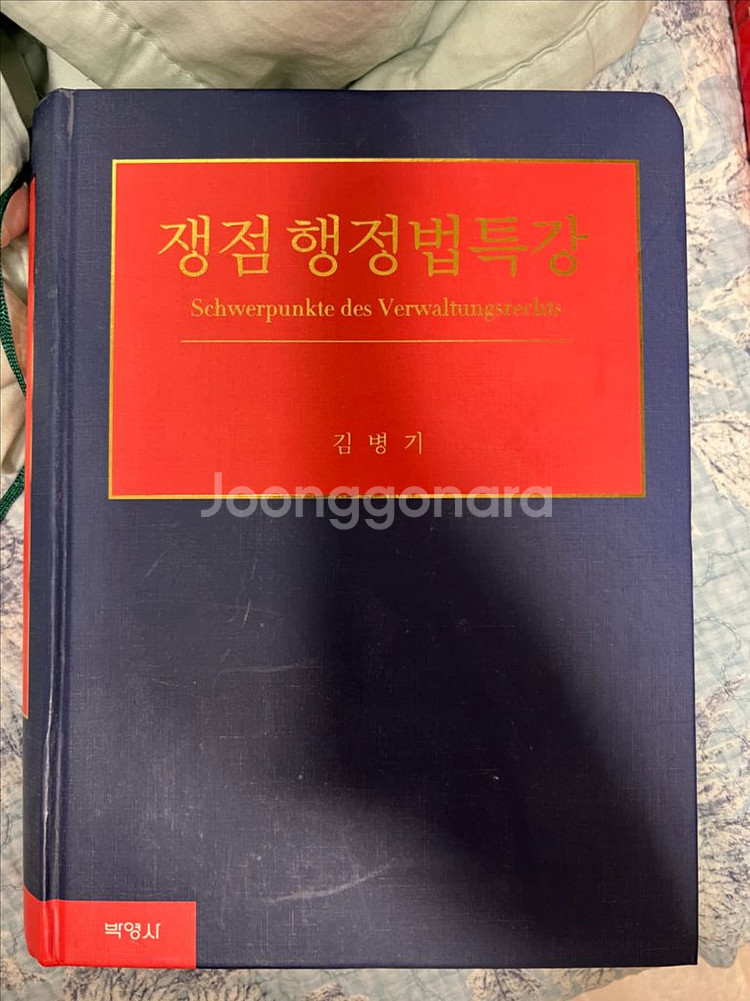 쟁점 행정법특강
Schwerpunkte des Verwaltungsrechts
김 병 기
Joonggonara
박영사